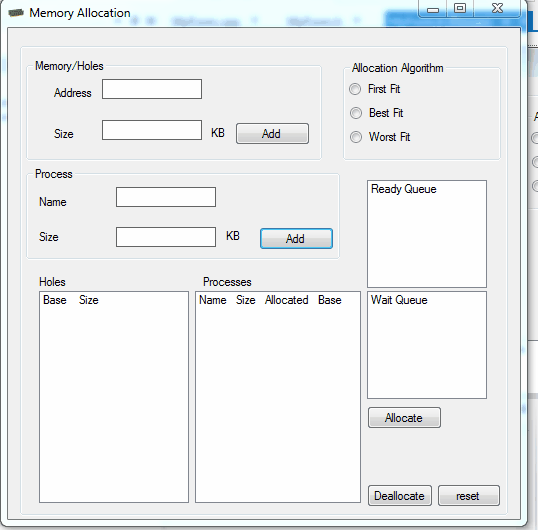 Memory Allocation
Memory/Holes
Address
Size
KB
Add
Allocation Algorithm
First Fit
Best Fit
Worst Fit
Process
Name
Size
KB
Add
Ready Queue
Holes
Base Size
Processes
Name Size Allocated Base
Wait Queue
Allocate
Deallocate
reset